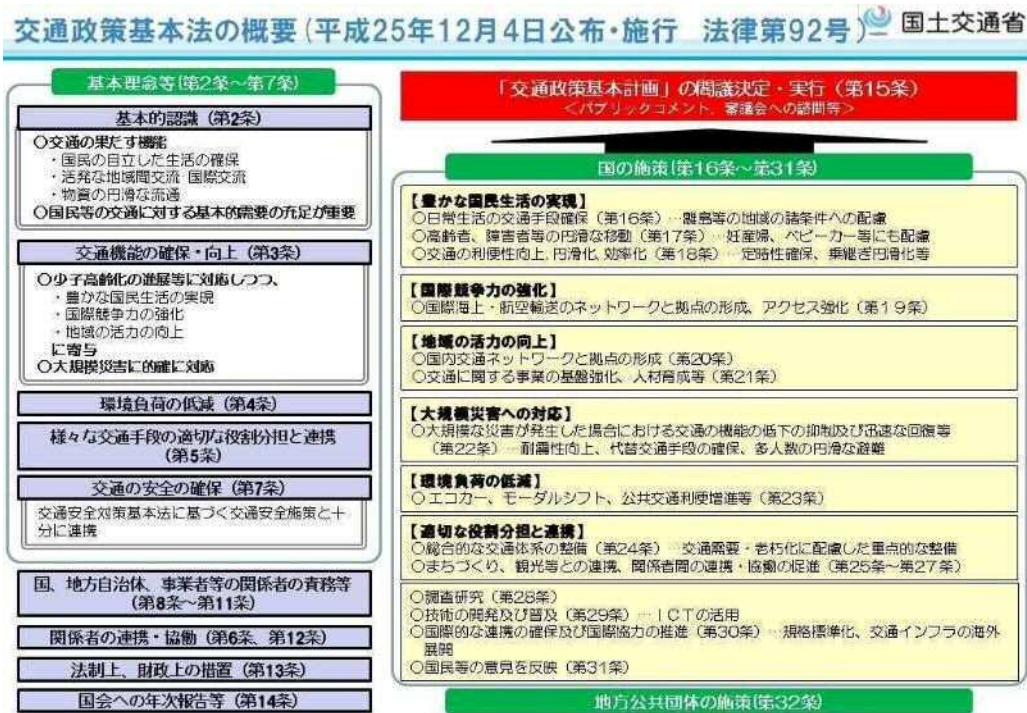 交通政策基本法の概要(平成25年12月4日公布・施行 法律第92号)
国土交通省
基本理念等(第2条~第7条)
基本的認識(第2条)
○交通の果たす機能
・国民の自立した生活の確保
・活発な地域間交流・国際交流
・物資の円滑な流通
○国民等の交通に対する基本的需要の充足が重要
交通機能の確保・向上(第3条)
○少子高齢化の進展等に対応しつつ、
・豊かな国民生活の実現
・国際競争力の強化
・地域の活力の向上
に寄与
○大規模災害に的確に対応
環境負荷の低減(第4条)
様々な交通手段の適切な役割分担と連携
(第5条)
交通の安全の確保(第7条)
交通安全対策基本法に基づく交通安全施策と十
分に連携
国、地方自治体、事業者等の関係者の責務等
(第8条~第11条)
関係者の連携・協働(第6条、第12条)
法制上、財政上の措置(第13条)
国会への年次報告等(第14条)
「交通政策基本計画」の閣議決定・実行(第15条)
<パブリックコメント、審議会への諮問等>
国の施策(第16条~第31条)
【豊かな国民生活の実現】
○日常生活の交通手段確保(第16条)…離島等の地域の諸条件への配慮
○高齢者、障害者等の円滑な移動(第17条)…妊産婦、ベビーカー等にも配慮
○交通の利便性向上、円滑化、効率化(第18条)…定時性確保、乗継ぎ円滑化等
【国際競争力の強化】
○国際海上・航空輸送のネットワークと拠点の形成、アクセス強化(第19条)
【地域の活力の向上】
○国内交通ネットワークと拠点の形成(第20条)
○交通に関する事業の基盤強化、人材育成等(第21条)
【大規模災害への対応】
○大規模な災害が発生した場合における交通の機能の低下の抑制及び迅速な回復等
(第22条)…耐震性向上、代替交通手段の確保、多人数の円滑な避難
【環境負荷の低減】
○エコカー、モーダルシフト、公共交通利便増進等(第23条)
【適切な役割分担と連携】
○総合的な交通体系の整備(第24条)…交通需要・老朽化に配慮した重点的な整備
○まちづくり、観光等との連携、関係者間の連携・協働の促進(第25条~第27条)
○調査研究(第28条)
○技術の開発及び普及(第29条)…ICTの活用
○国際的な連携の確保及び国際協力の推進(第30条)…規格標準化、交通インフラの海外
展開
○国民等の意見を反映(第31条)
地方公共団体の施策(第32条)